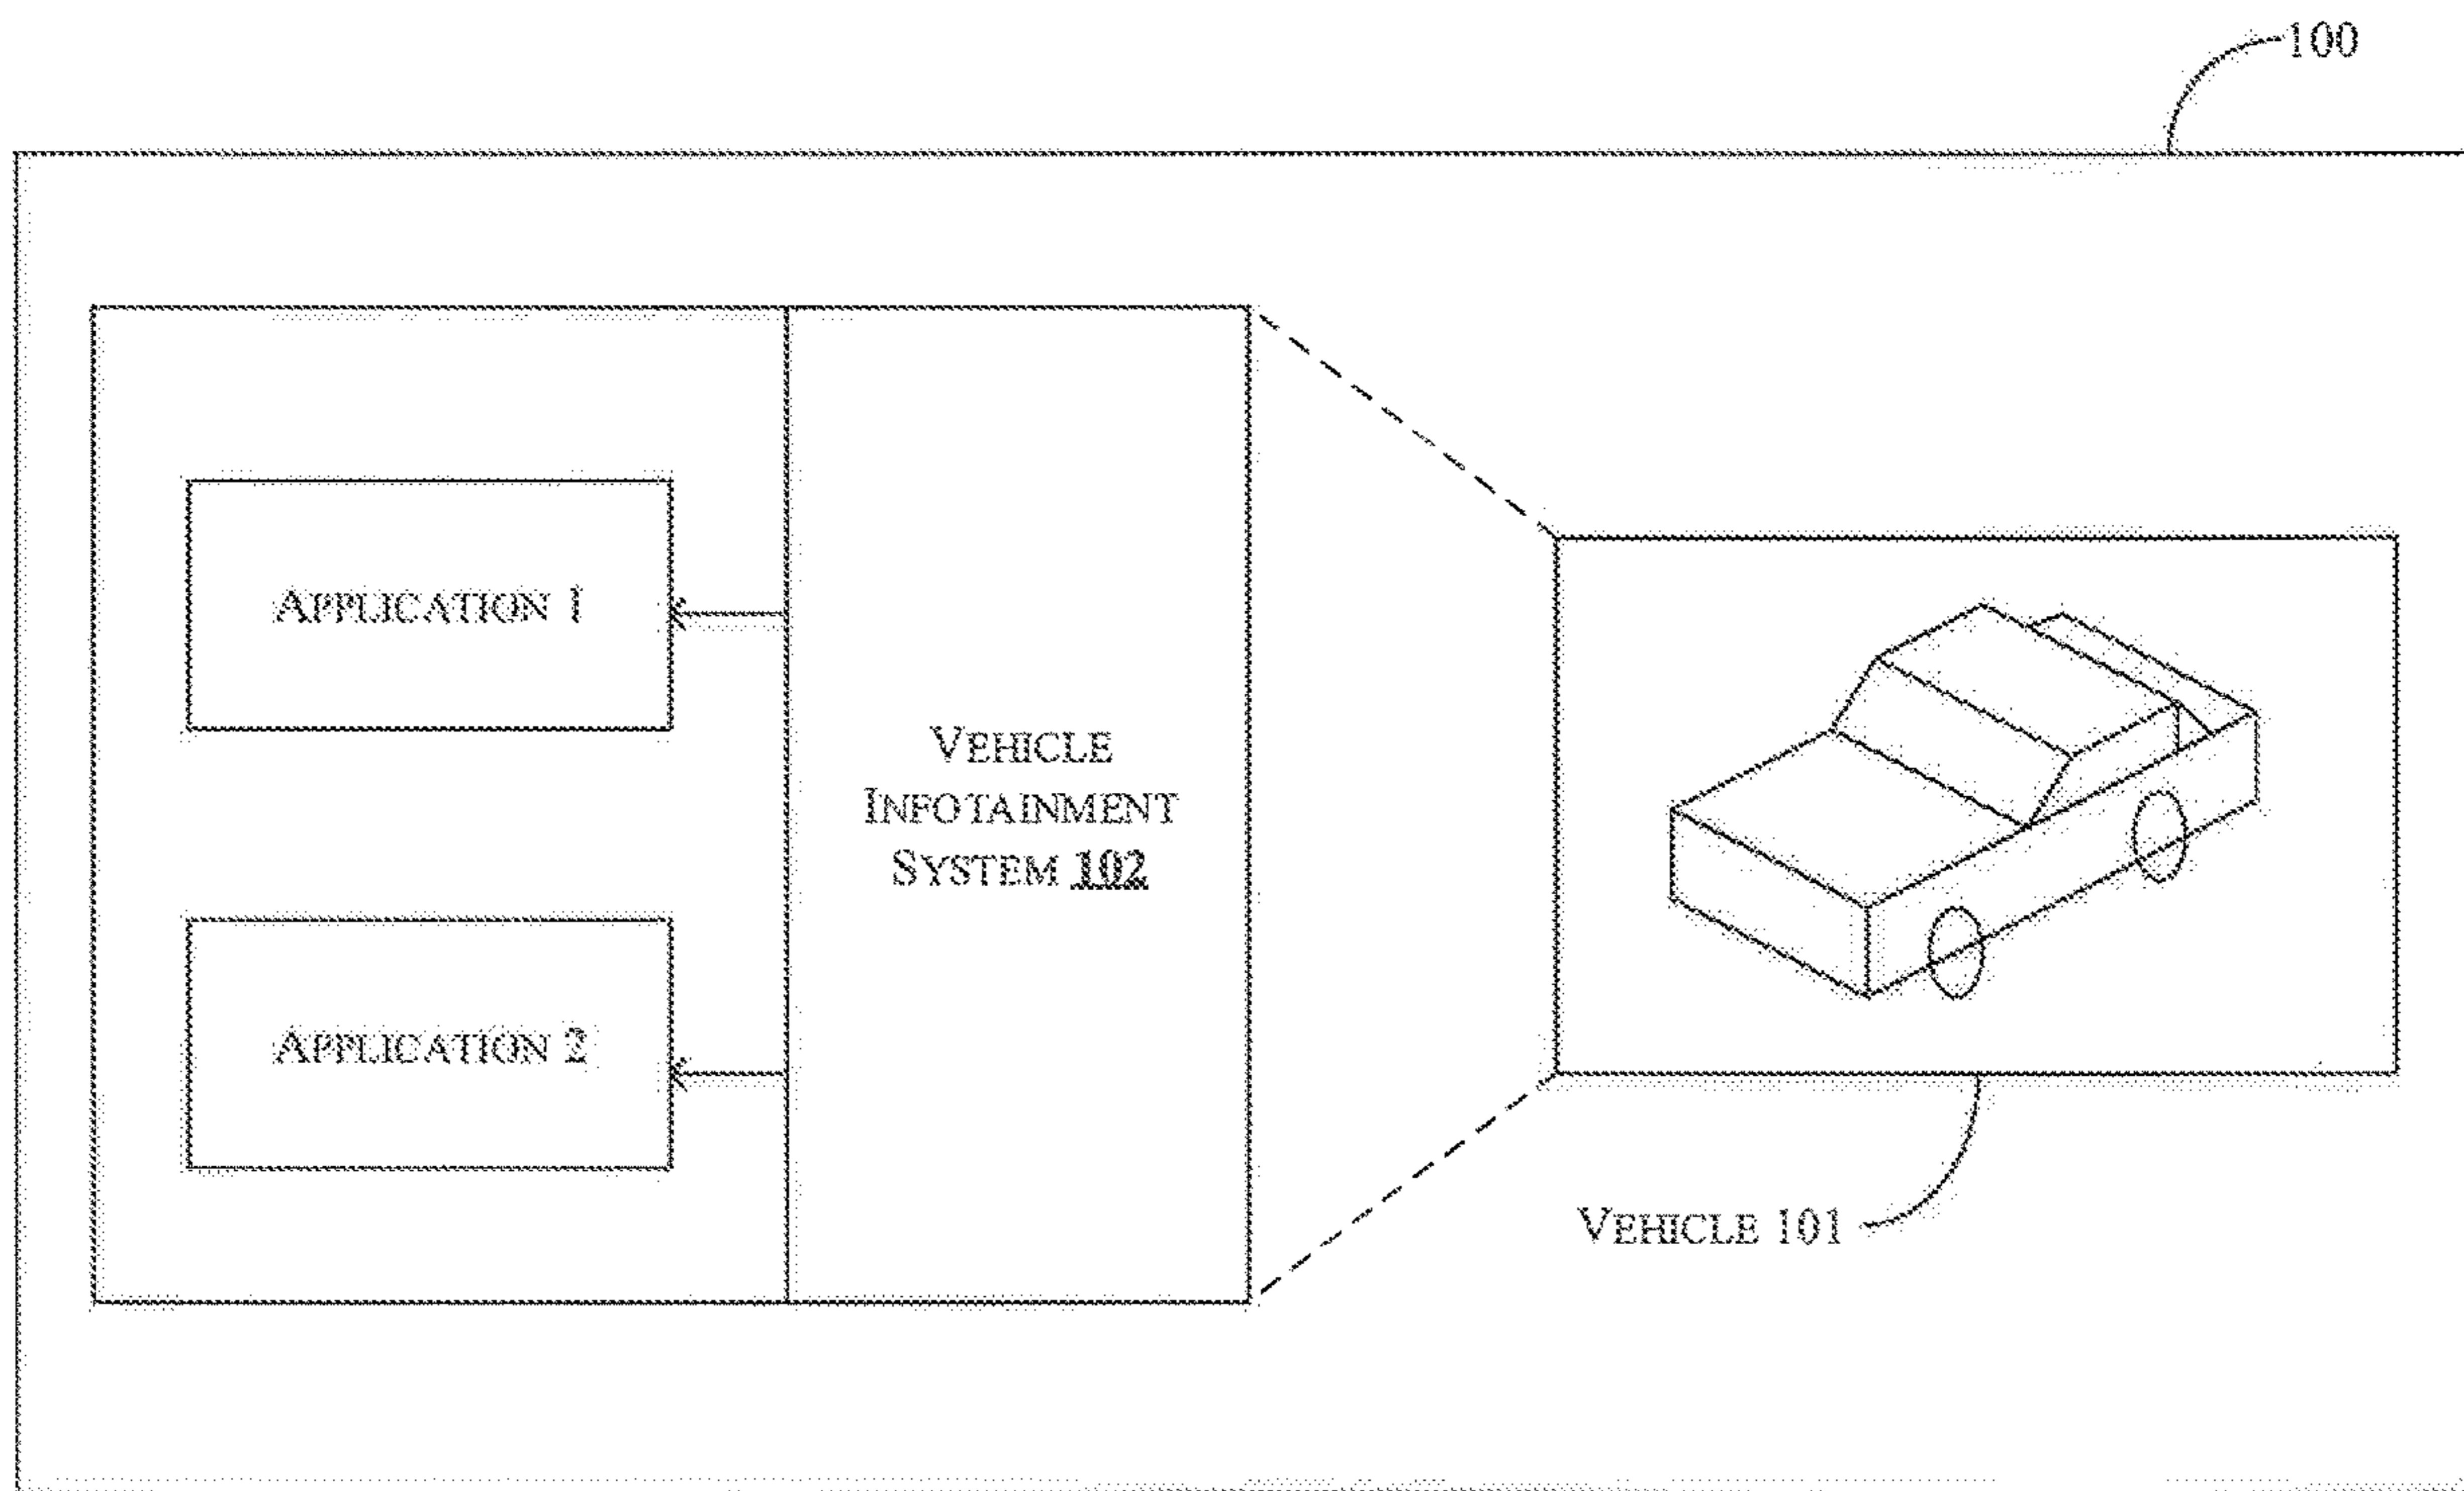 100
APPLICATION 1
VEHICLE
INFOTAINMENT
SYSTEM 102
APPLICATION 2
VEHICLE 101